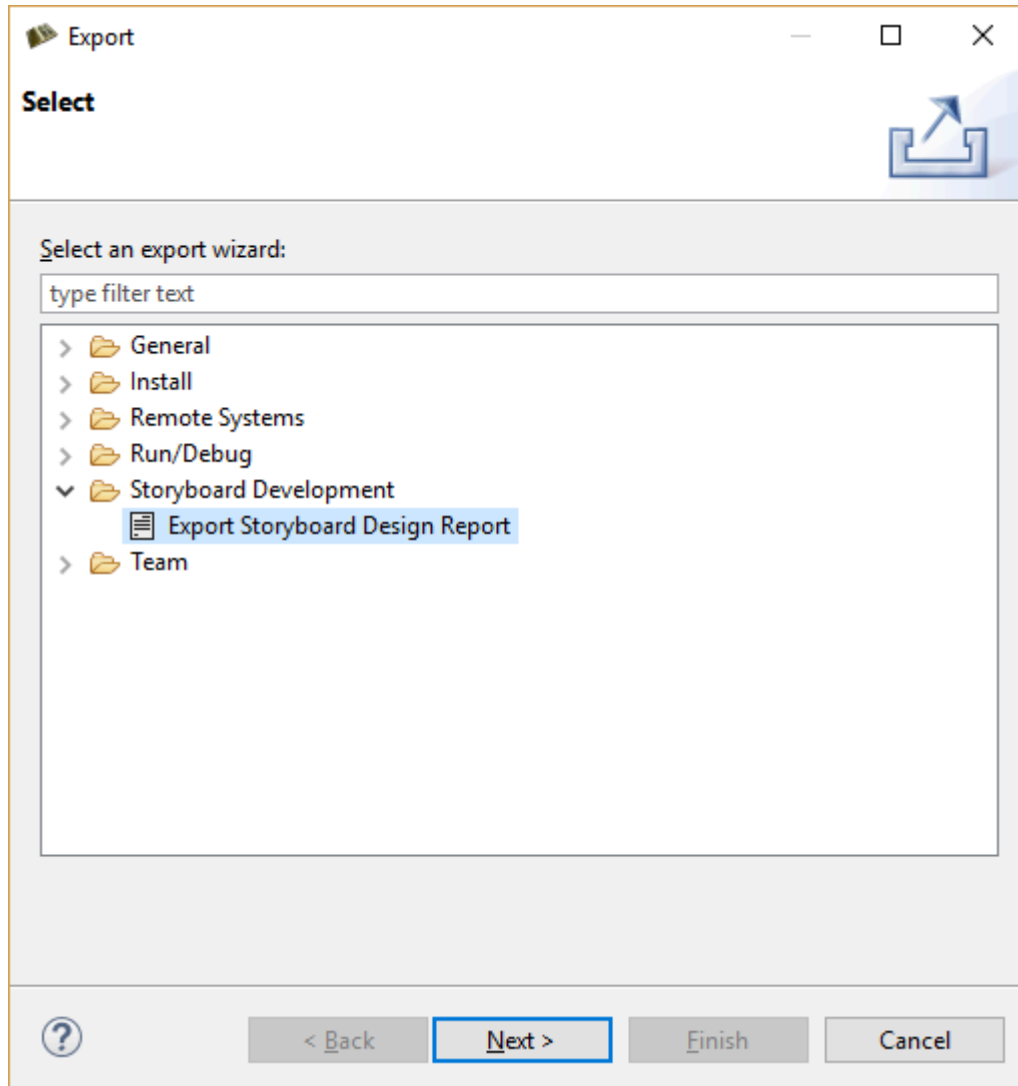 Export
Select
Select an export wizard:
type filter text
General
Install
Remote Systems
Run/Debug
Storyboard Development
Export Storyboard Design Report
Team
? < Back Next > Finish Cancel